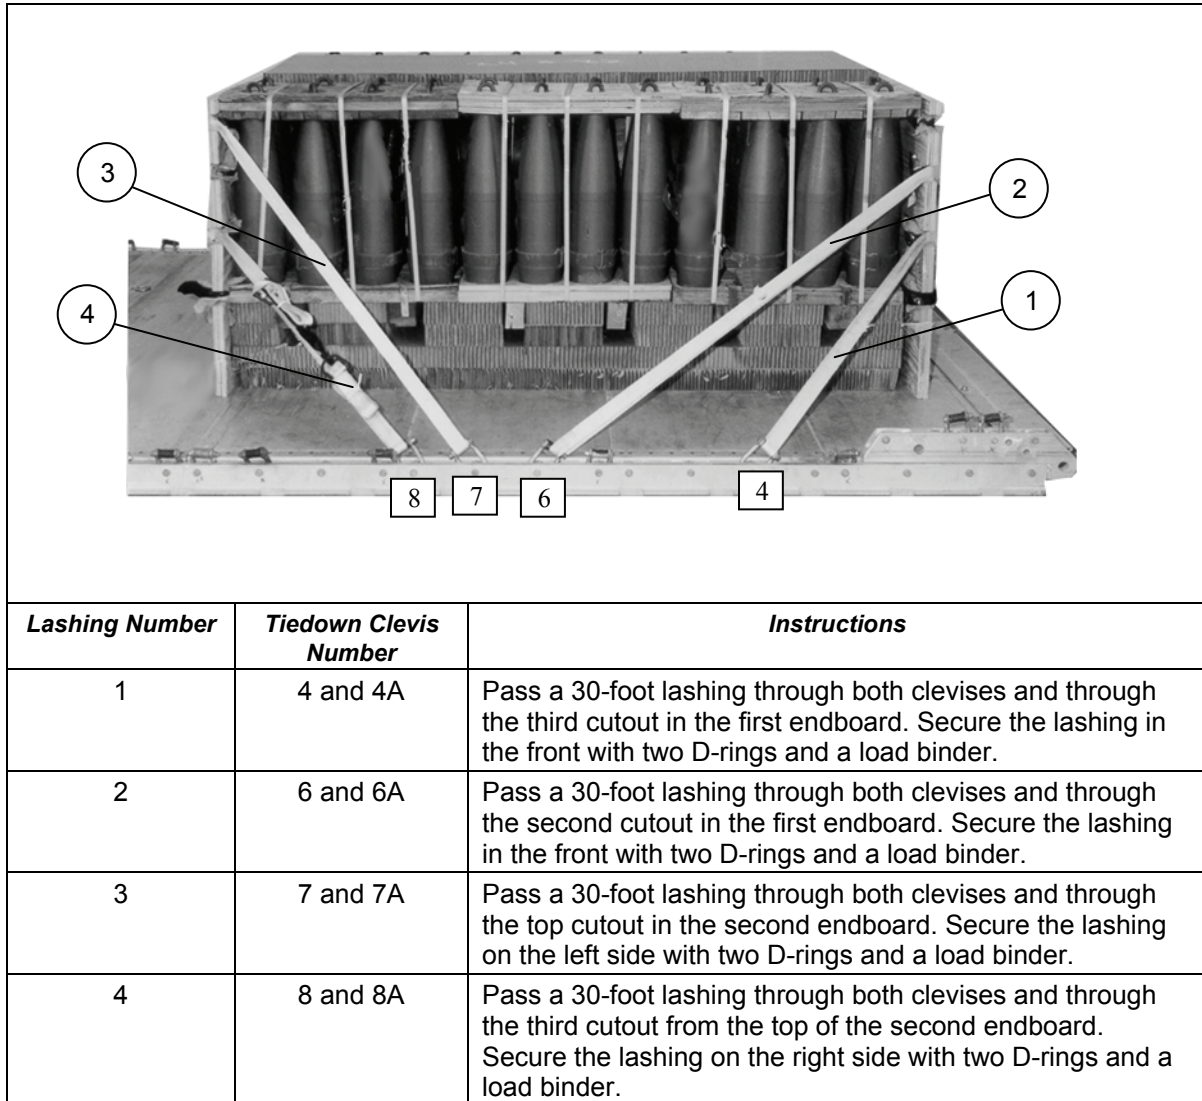 3
2
4
1
8
7
6
4
Lashing Number
Tiedown Clevis
Number
Instructions
1
4 and 4A
Pass a 30-foot lashing through both clevises and through
the third cutout in the first endboard. Secure the lashing in
the front with two D-rings and a load binder.
2
6 and 6A
Pass a 30-foot lashing through both clevises and through
the second cutout in the first endboard. Secure the lashing
in the front with two D-rings and a load binder.
3
7 and 7A
Pass a 30-foot lashing through both clevises and through
the top cutout in the second endboard. Secure the lashing
on the left side with two D-rings and a load binder.
4
8 and 8A
Pass a 30-foot lashing through both clevises and through
the third cutout from the top of the second endboard.
Secure the lashing on the right side with two D-rings and a
load binder.